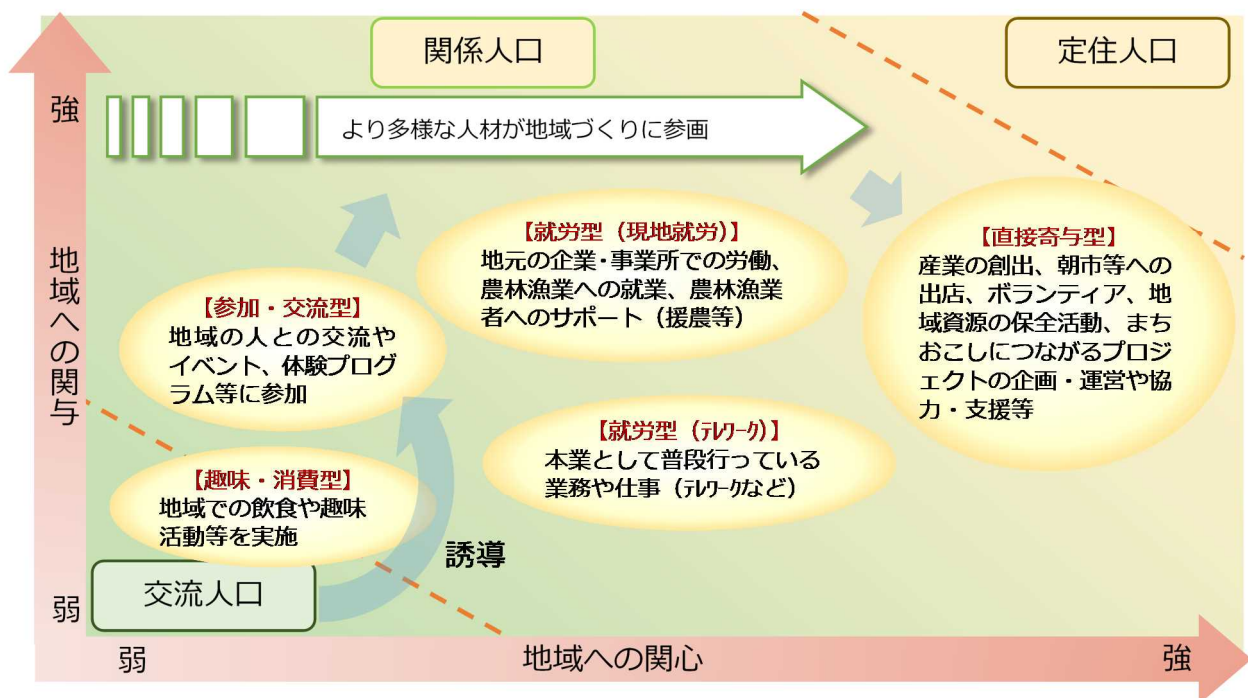 関係人口
定住人口
強
より多様な人材が地域づくりに参画
地域への関与
【就労型（現地就労）】
地元の企業・事業所での労働、
農林漁業への就業、農林漁業
者へのサポート（援農等）
【直接寄与型】
産業の創出、朝市等への
出店、ボランティア、地
域資源の保全活動、まち
おこしにつながるプロジ
ェクトの企画・運営や協
力・支援等
【参加・交流型】
地域の人との交流や
イベント、体験プログ
ラム等に参加
【就労型（ﾃﾚﾜｰｸ）】
本業として普段行っている
業務や仕事（ﾃﾚﾜｰｸなど）
【趣味・消費型】
地域での飲食や趣味
活動等を実施
誘導
交流人口
弱
弱
地域への関心
強